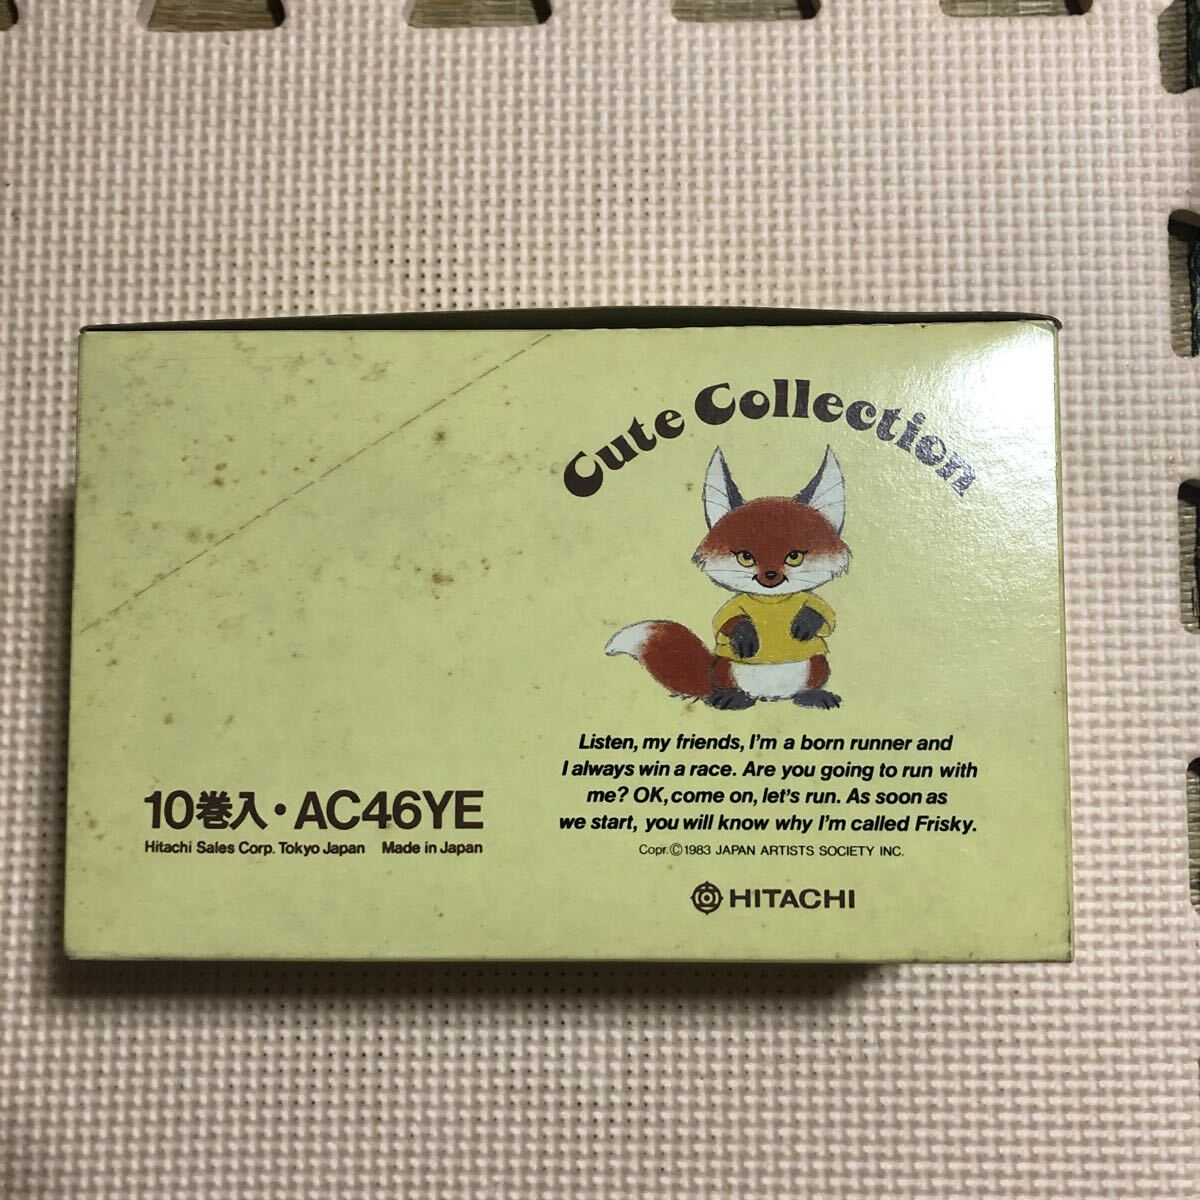 Cute Collection
Listen, my friends, I'm a born runner and
I always win a race. Are you going to run with
me? OK, come on, let's run. As soon as
we start, you will know why I'm called Frisky.
Copr.©1983 JAPAN ARTISTS SOCIETY INC.
HITACHI
10巻入・AC46YE
Hitachi Sales Corp. Tokyo Japan Made in Japan